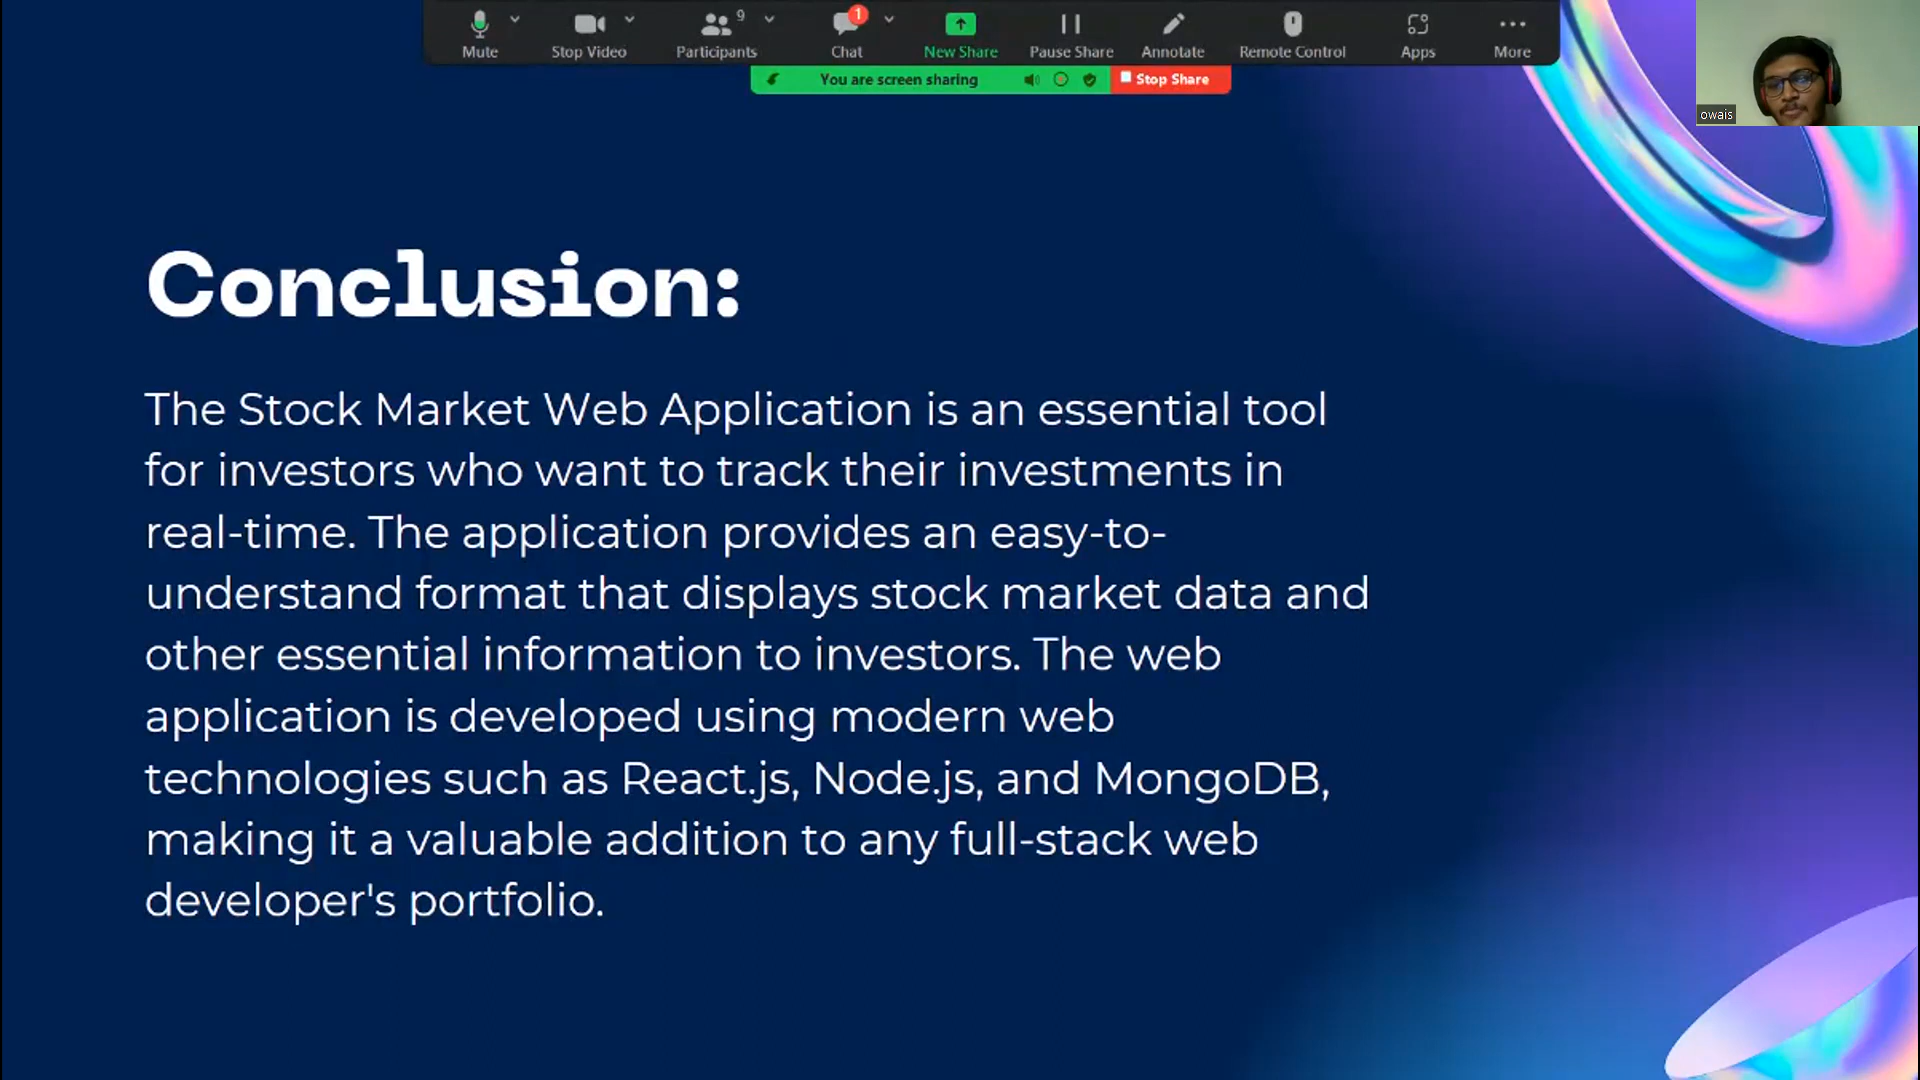 Mute
Stop Video
Participants
9
Chat
1
New Share
Pause Share
Annotate
Remote Control
Apps
More
You are screen sharing
Stop Share
owais
Conclusion:
The Stock Market Web Application is an essential tool
for investors who want to track their investments in
real-time. The application provides an easy-to-
understand format that displays stock market data and
other essential information to investors. The web
application is developed using modern web
technologies such as React.js, Node.js, and MongoDB,
making it a valuable addition to any full-stack web
developer's portfolio.